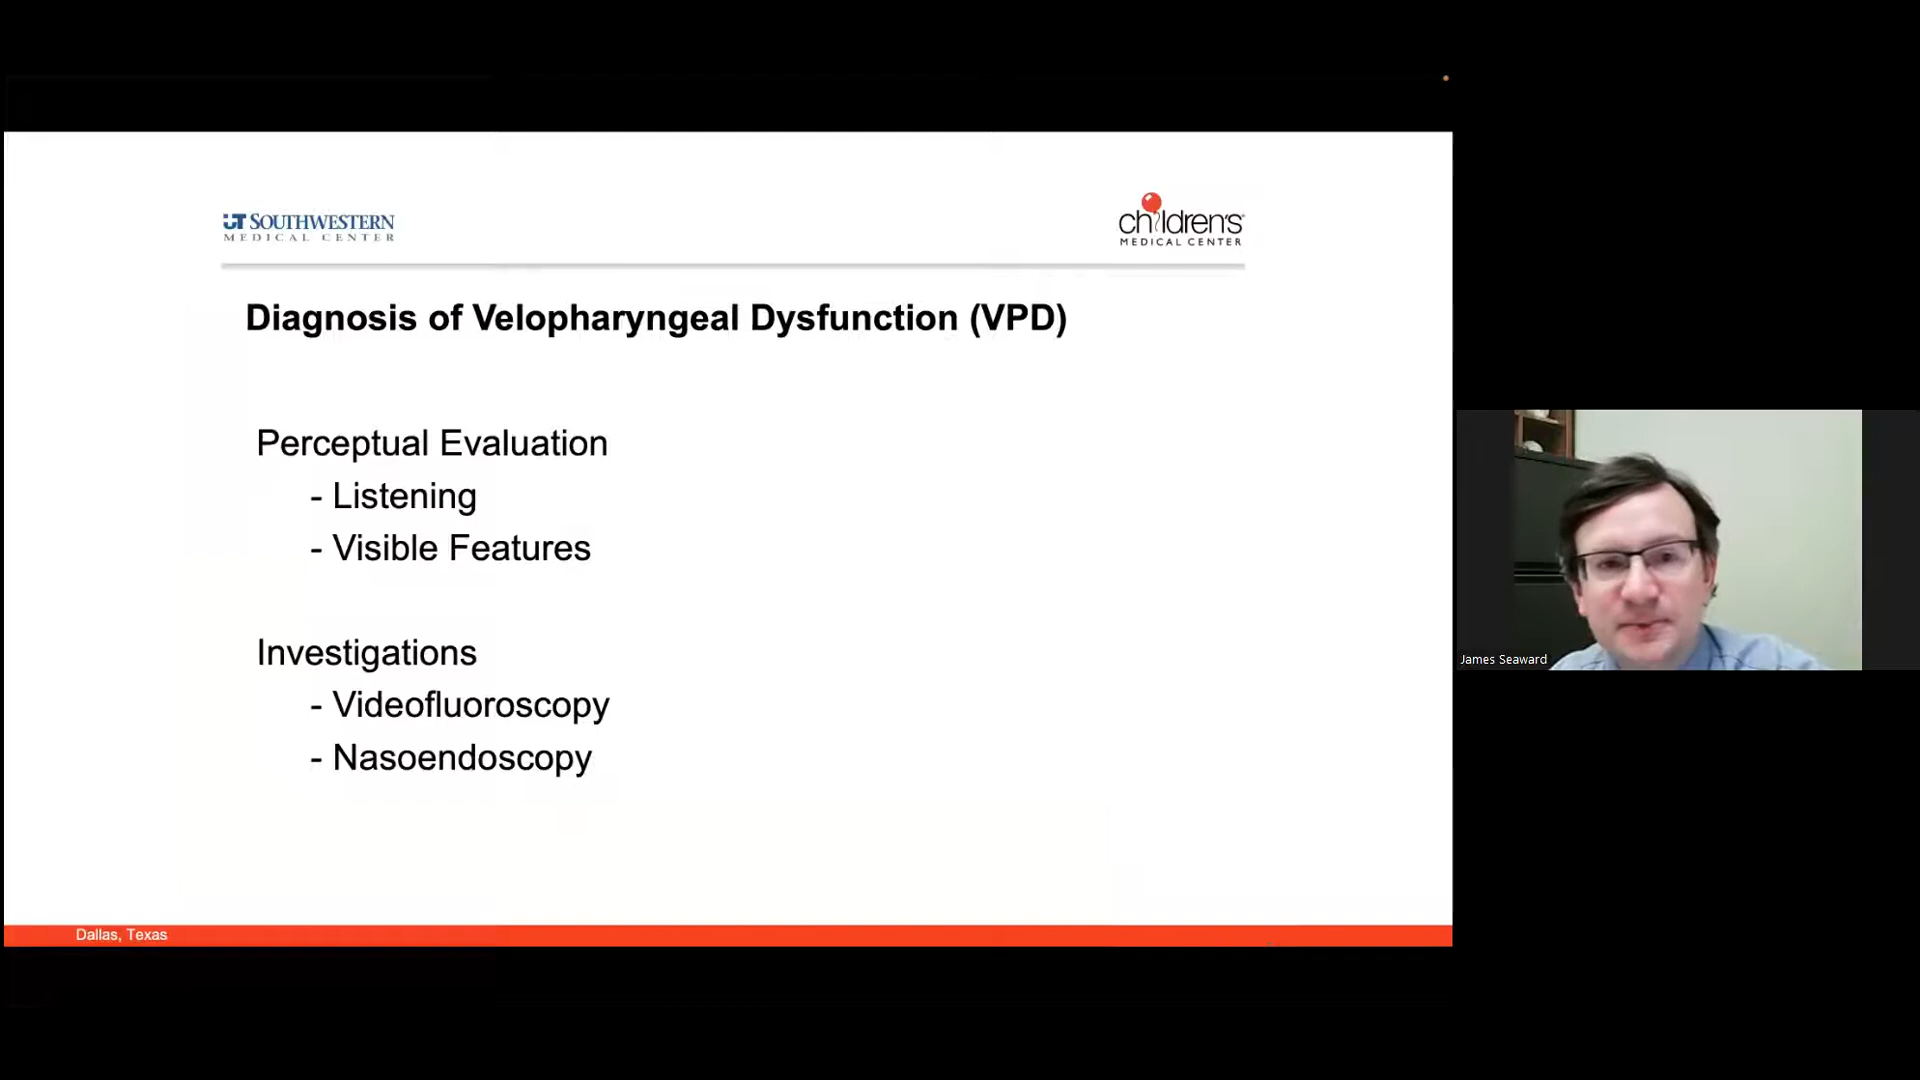 UT SOUTHWESTERN
MEDICAL CENTER
children's
MEDICAL CENTER
Diagnosis of Velopharyngeal Dysfunction (VPD)
Perceptual Evaluation
- Listening
- Visible Features
Investigations
- Videofluoroscopy
- Nasoendoscopy
James Seaward
Dallas, Texas